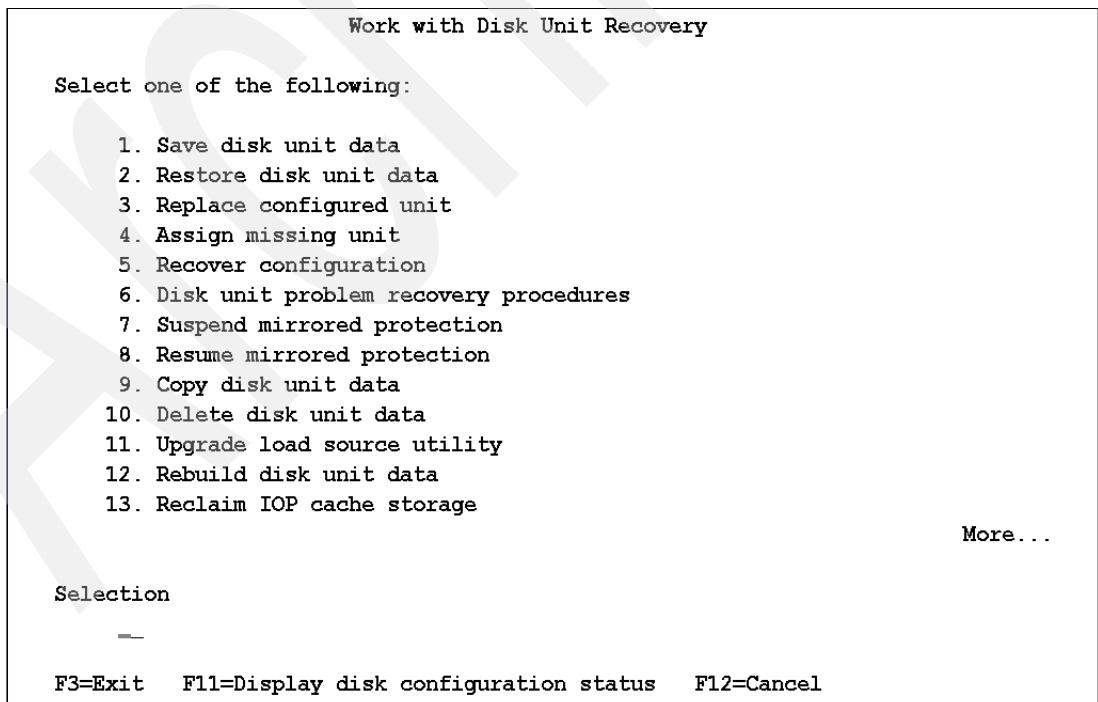 Work with Disk Unit Recovery
Select one of the following:
1. Save disk unit data
2. Restore disk unit data
3. Replace configured unit
4. Assign missing unit
5. Recover configuration
6. Disk unit problem recovery procedures
7. Suspend mirrored protection
8. Resume mirrored protection
9. Copy disk unit data
10. Delete disk unit data
11. Upgrade load source utility
12. Rebuild disk unit data
13. Reclaim IOP cache storage
More...
Selection
F3=Exit F11=Display disk configuration status F12=Cancel